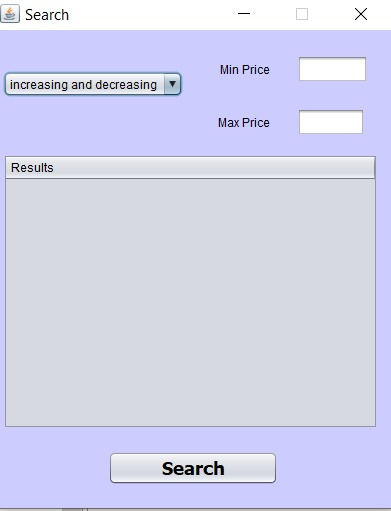 Search
increasing and decreasing
Min Price
Max Price
Results
Search